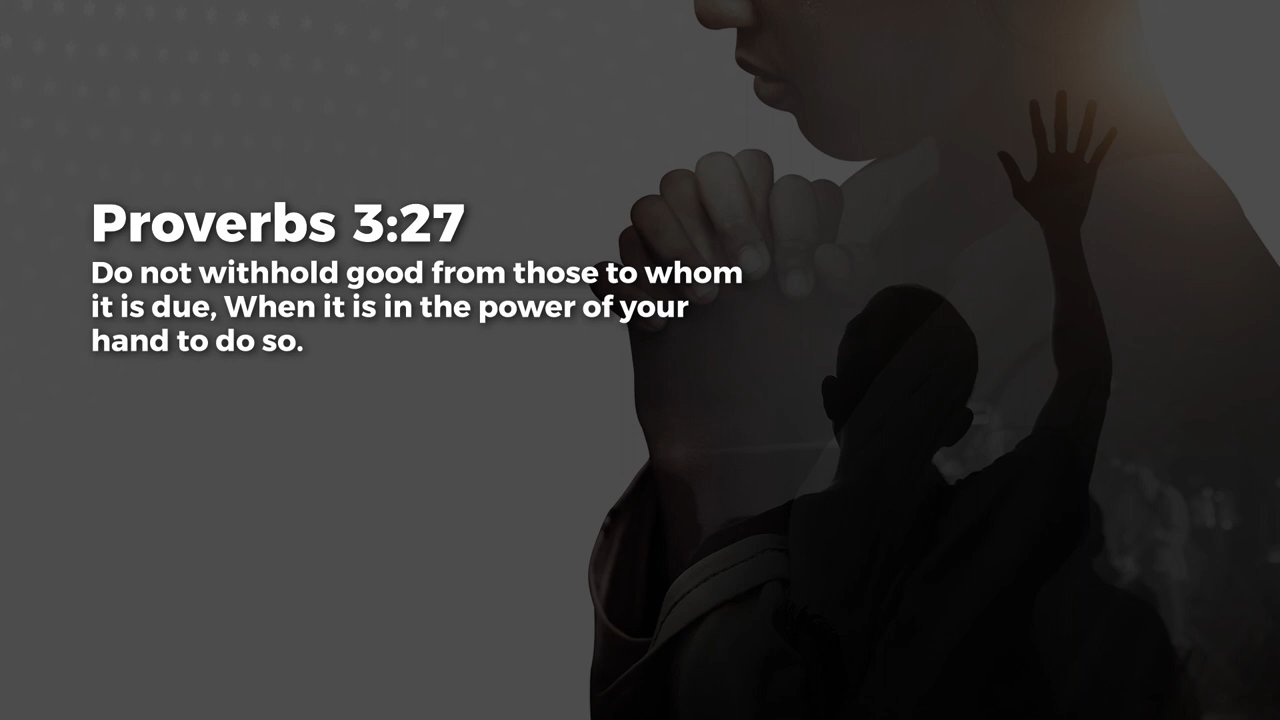 Proverbs 3:27
Do not withhold good from those to whom
it is due, When it is in the power of your
hand to do so.